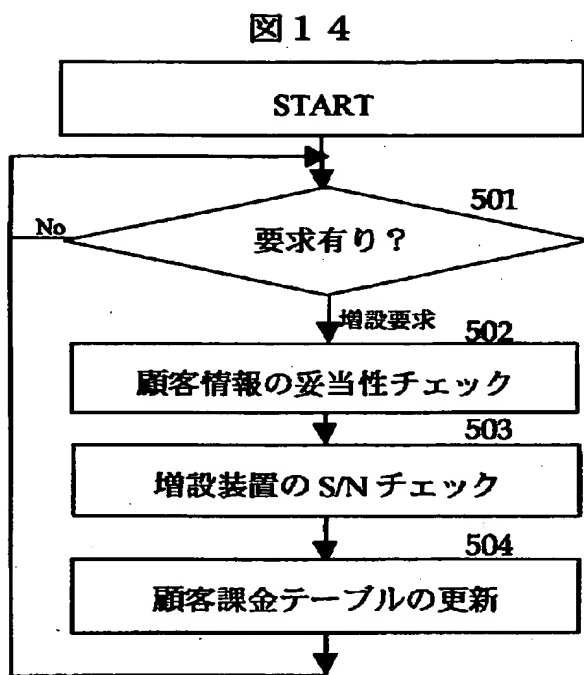 図14
START
501
要求有り?
No
増設要求
502
顧客情報の妥当性チェック
503
増設装置の S/N チェック
504
顧客課金テーブルの更新